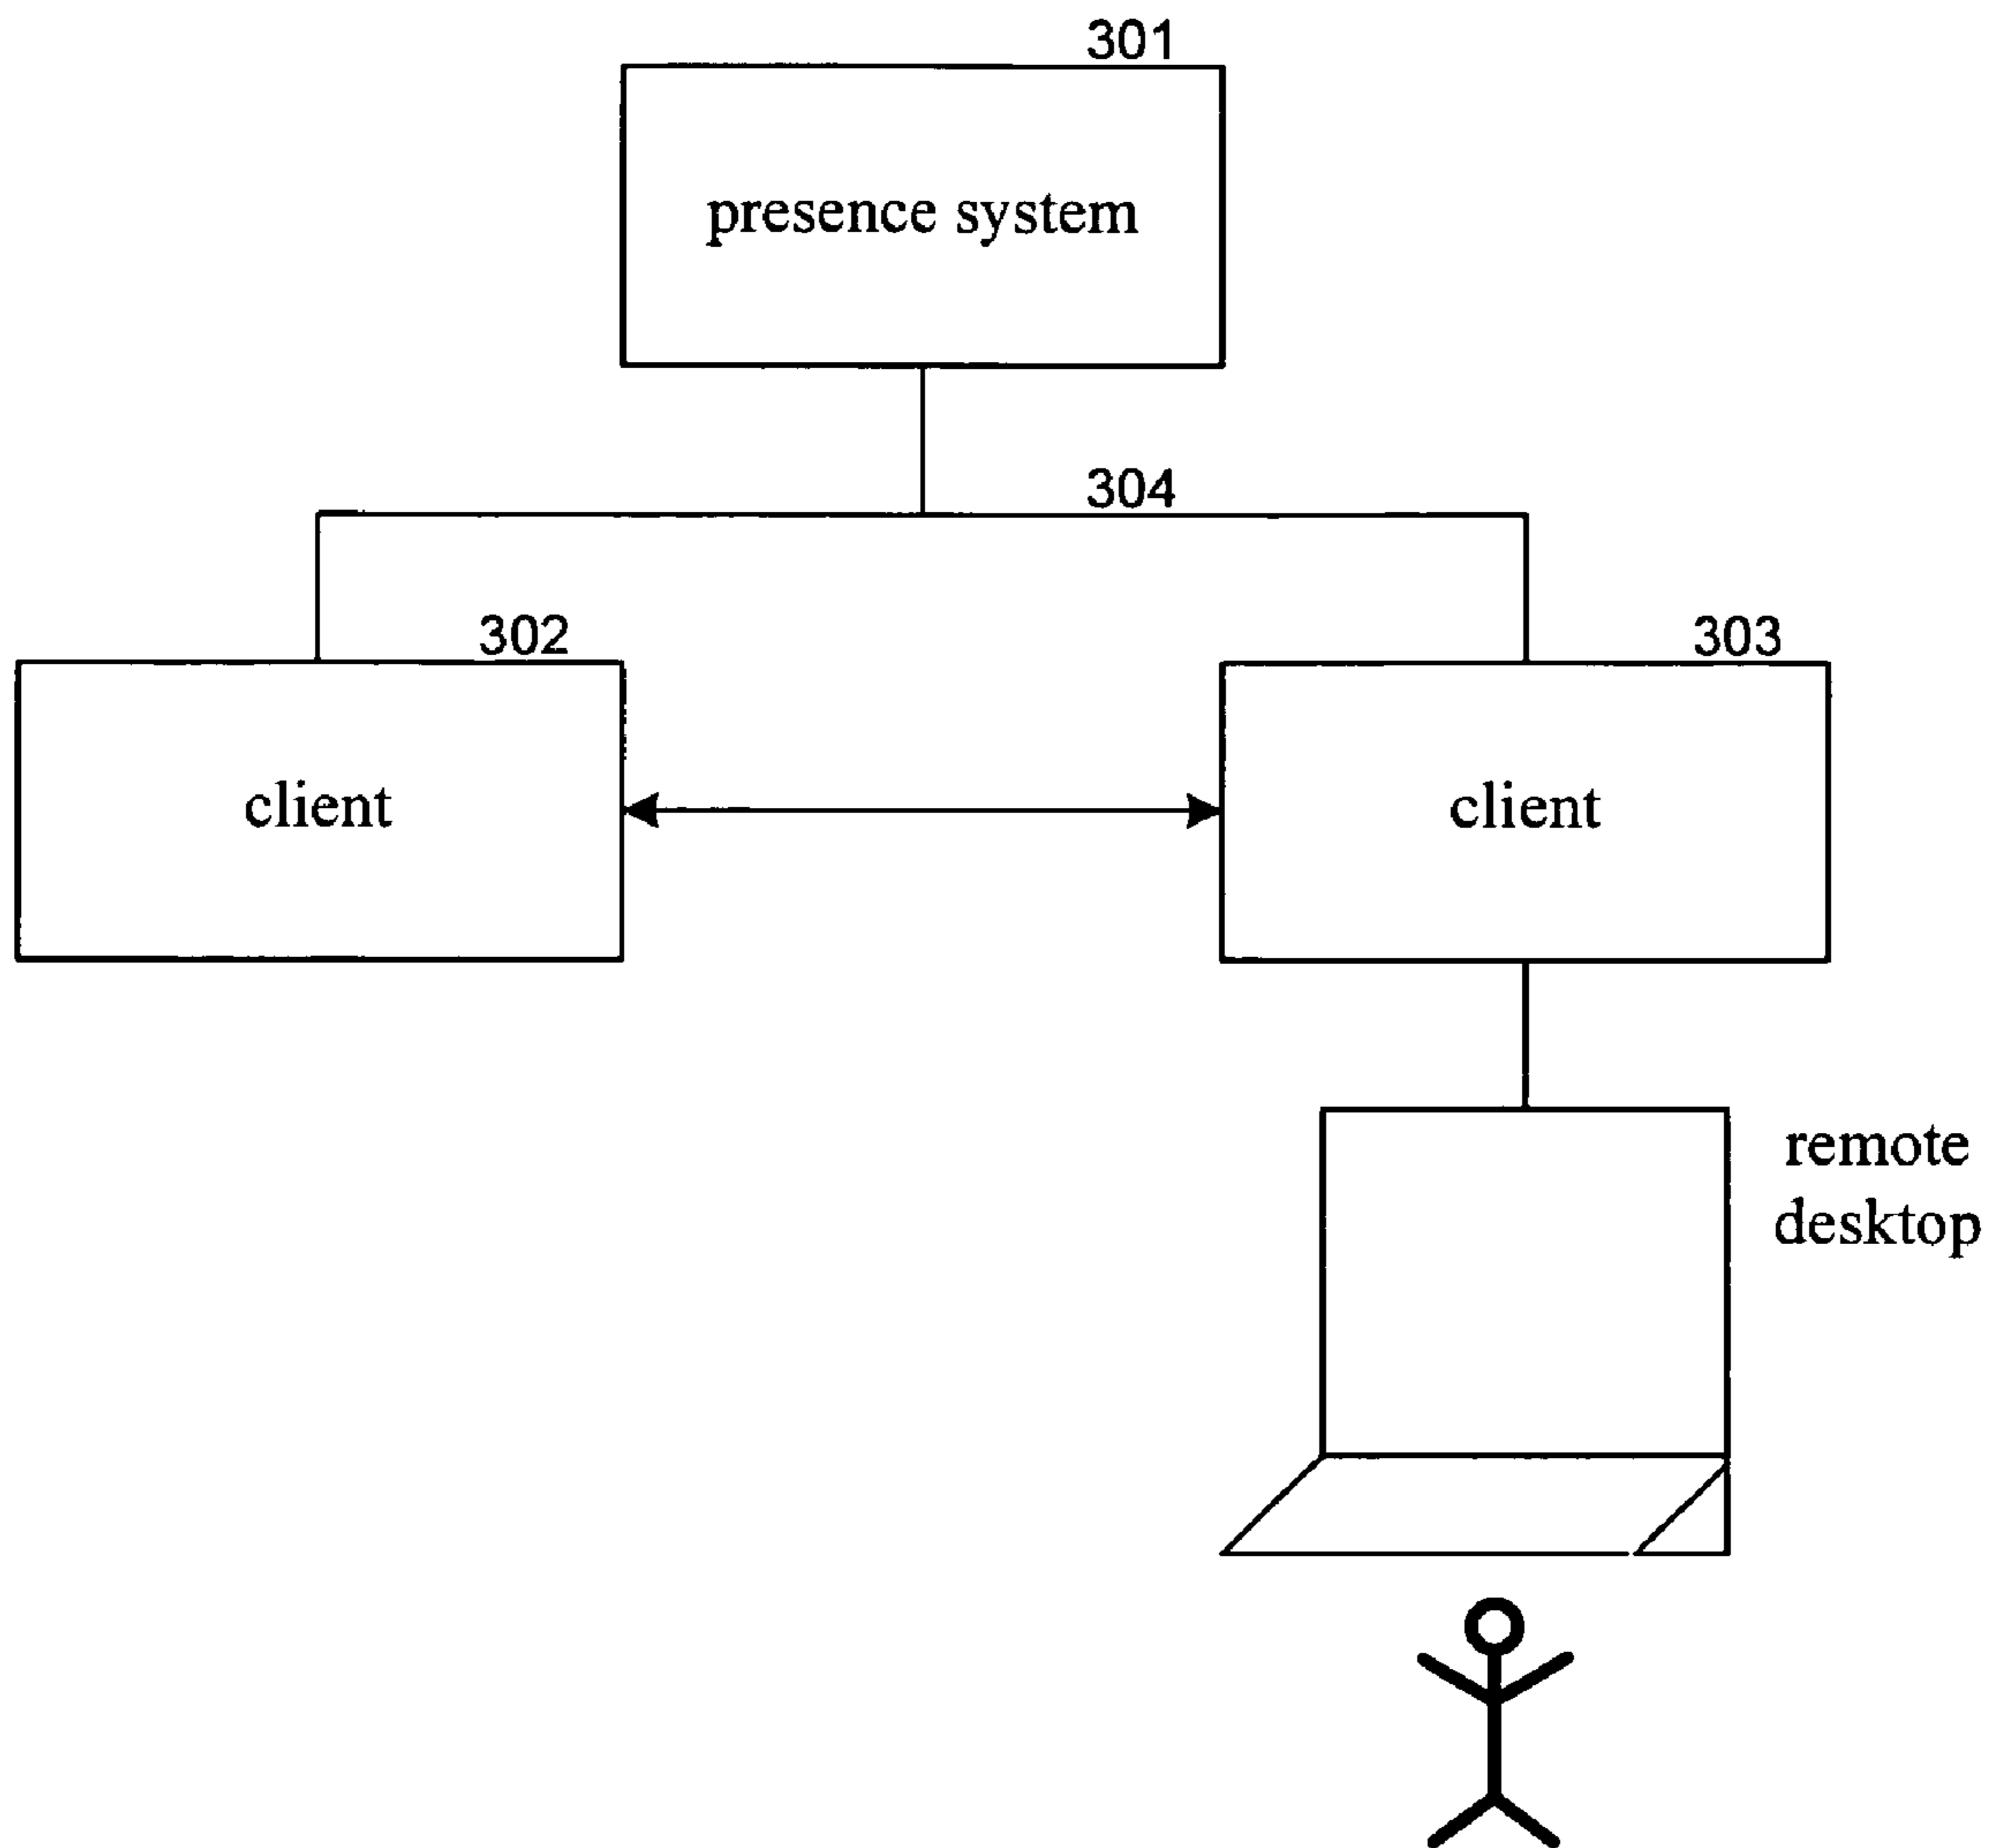 301
presence system
304
302
303
client
client
remote
desktop